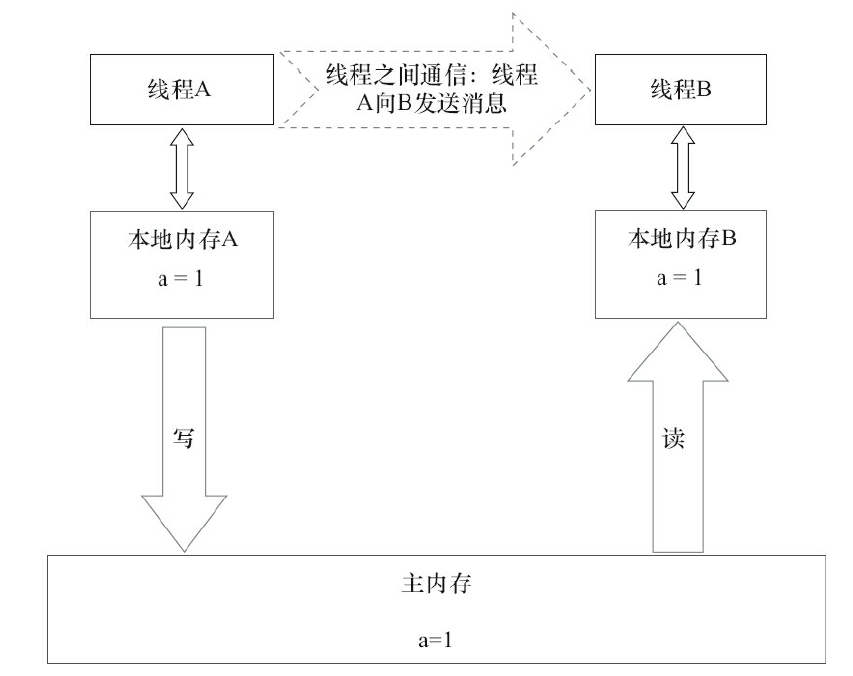 线程A
线程之间通信：线程
A向B发送消息
线程B
本地内存A
a = 1
本地内存B
a = 1
写
读
主内存
a=1